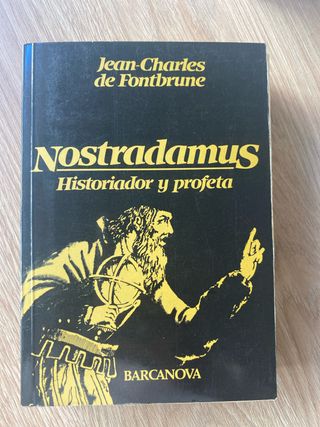 Jean-Charles
de Fontbrune
Nostradamus
Historiador y profeta
BARCANOVA